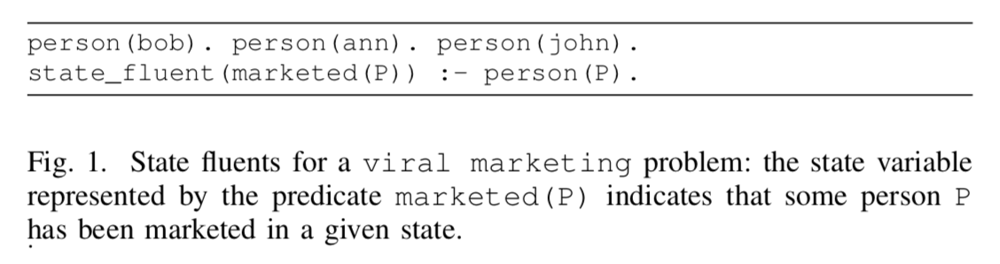 person(bob). person(ann). person(john).
state_fluent(marketed(P)) :- person(P).
Fig. 1. State fluents for a viral marketing problem: the state variable
represented by the predicate marketed(P) indicates that some person P
has been marketed in a given state.